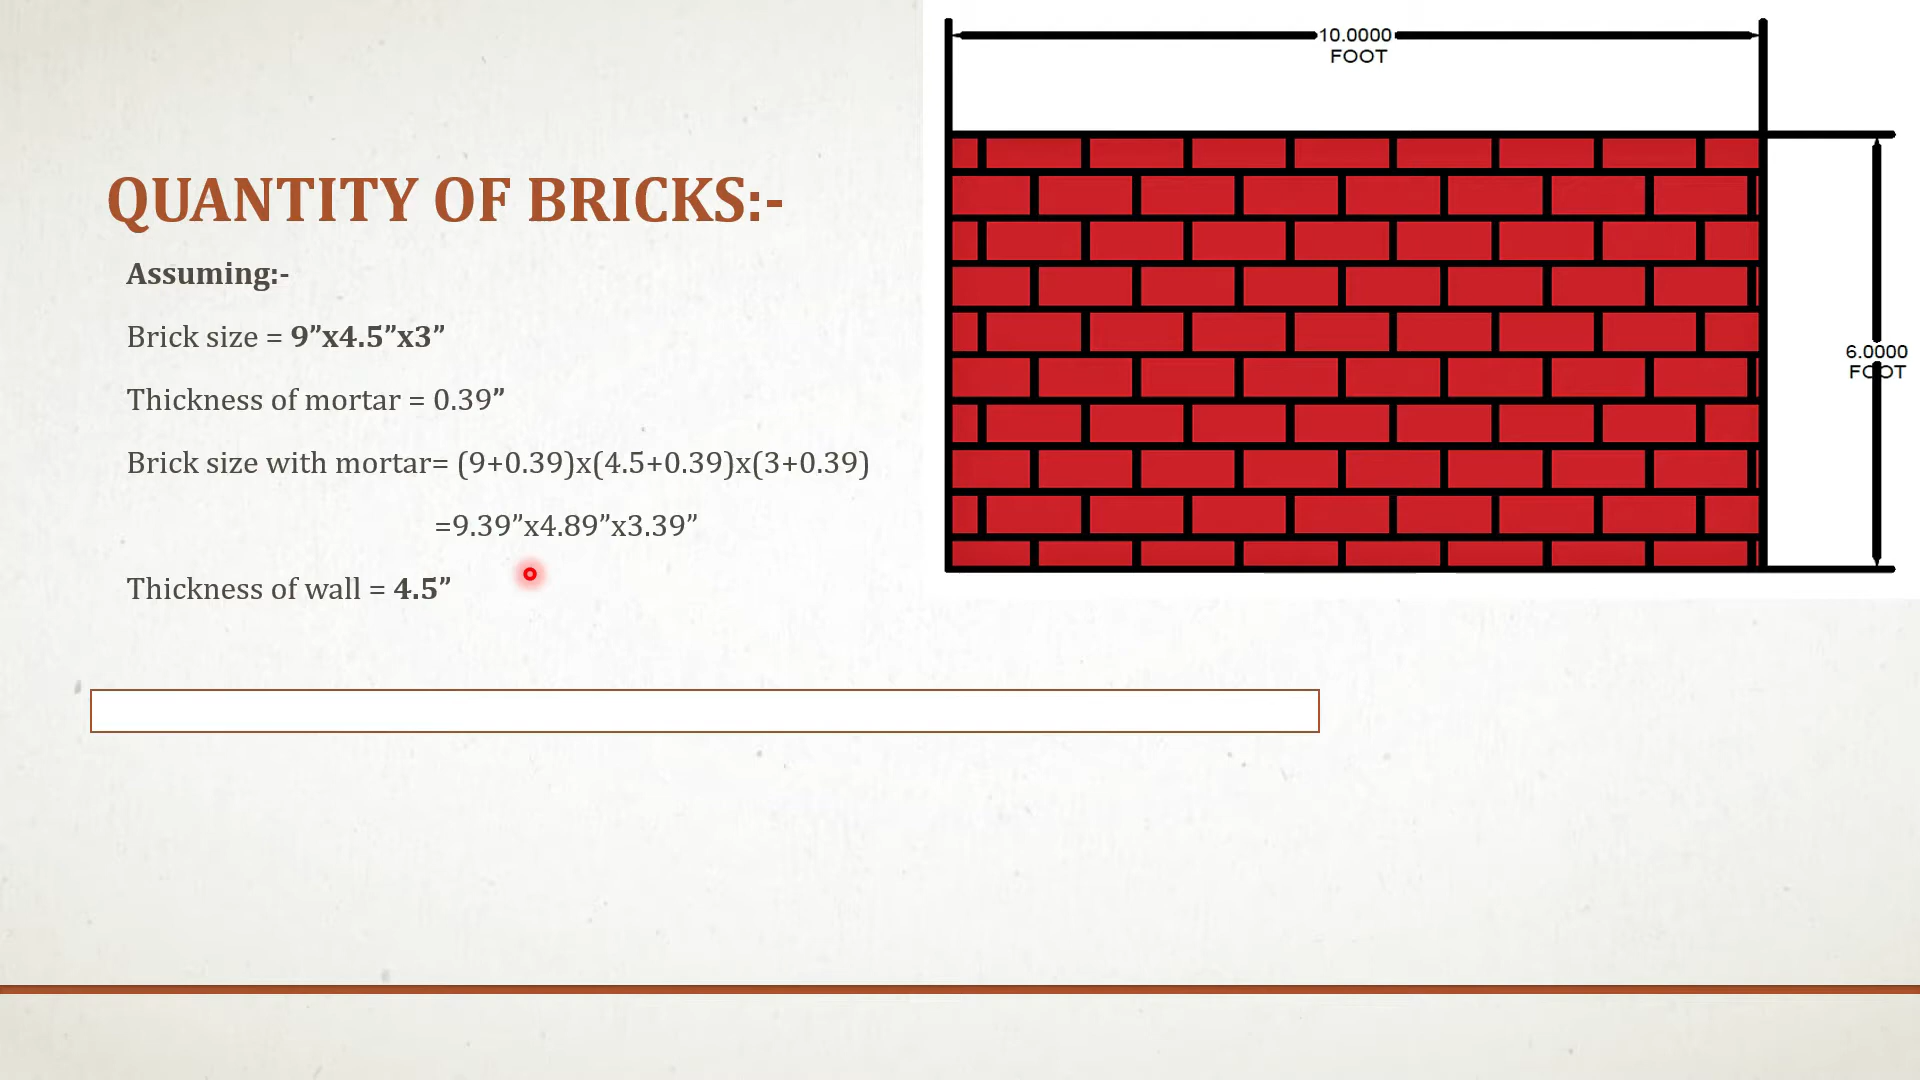 QUANTITY OF BRICKS:-
Assuming:-
Brick size = 9”x4.5”x3”
Thickness of mortar = 0.39”
Brick size with mortar= (9+0.39)x(4.5+0.39)x(3+0.39)
=9.39”x4.89”x3.39”
Thickness of wall = 4.5”
10.0000
FOOT
6.0000
FOOT